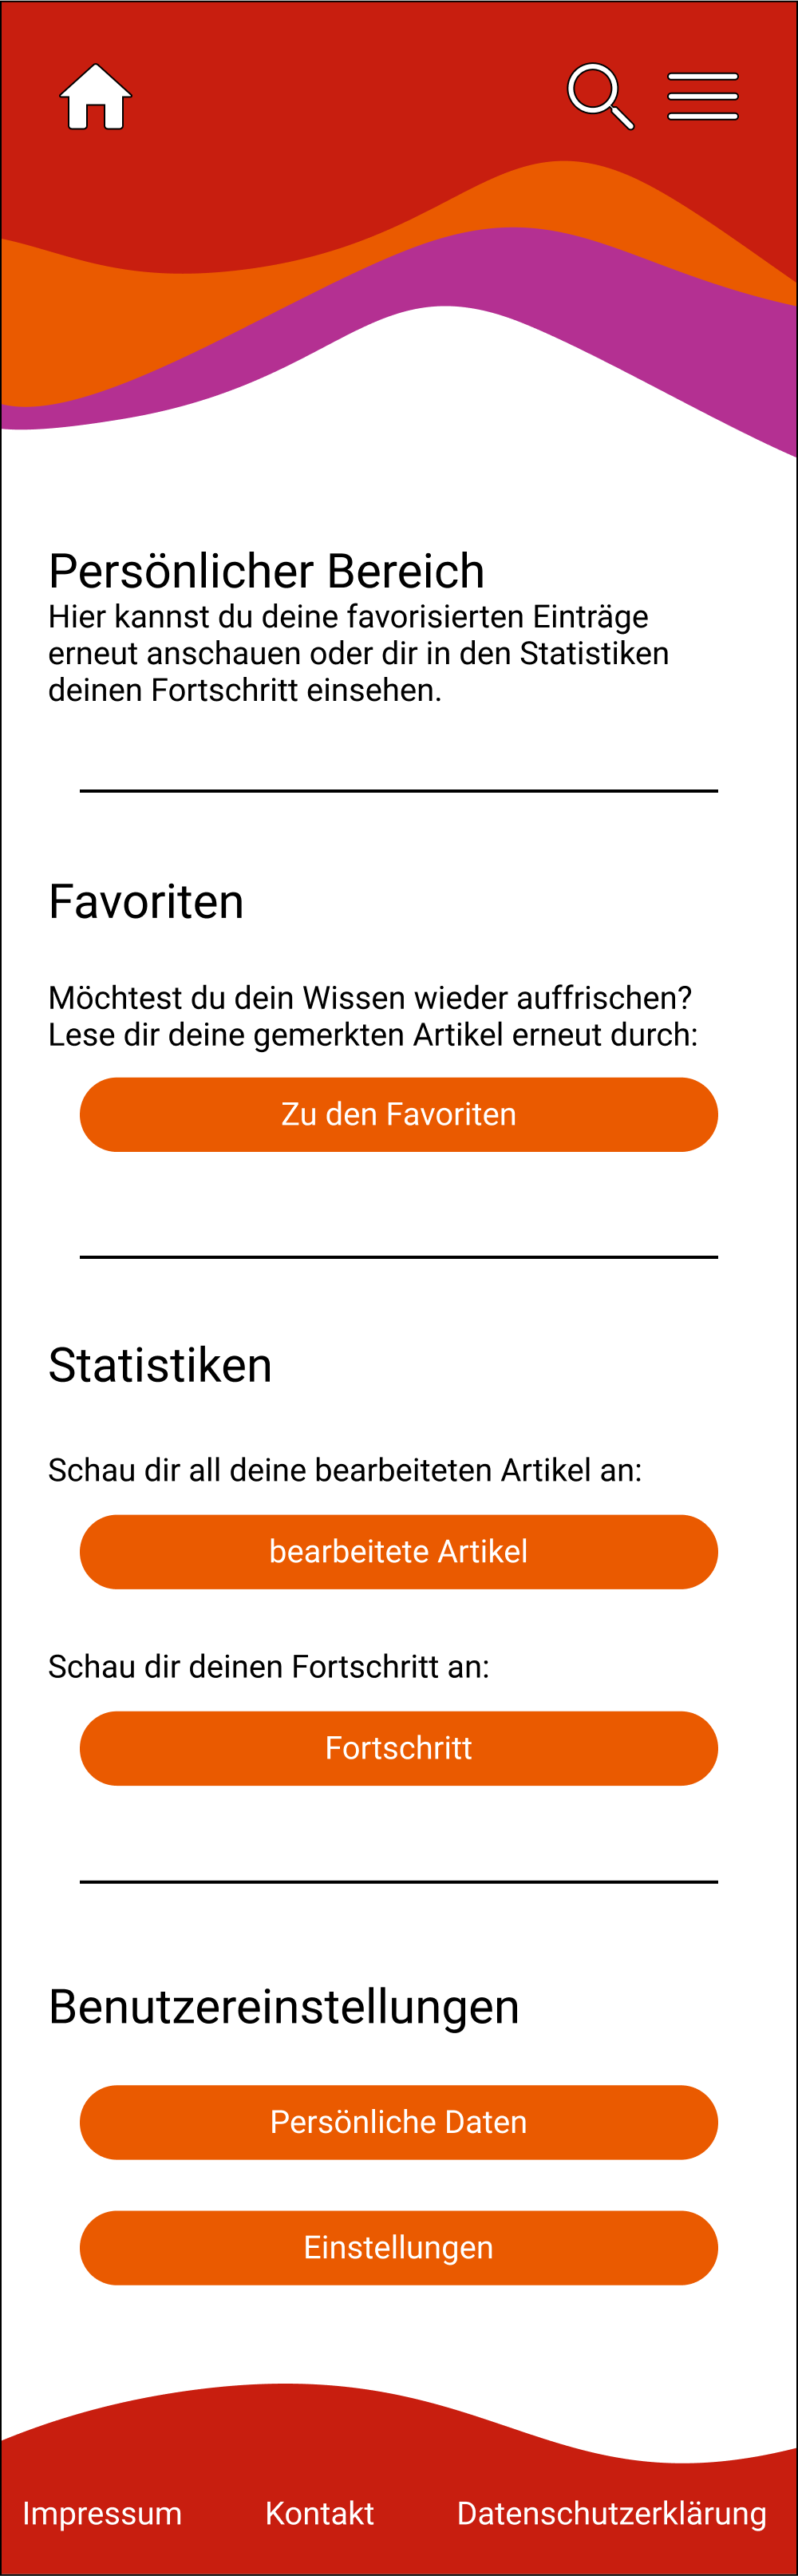 Persönlicher Bereich
Hier kannst du deine favorisierten Einträge
erneut anschauen oder dir in den Statistiken
deinen Fortschritt einsehen.
Favoriten
Möchtest du dein Wissen wieder auffrischen?
Lese dir deine gemerkten Artikel erneut durch:
Zu den Favoriten
Statistiken
Schau dir all deine bearbeiteten Artikel an:
bearbeitete Artikel
Schau dir deinen Fortschritt an:
Fortschritt
Benutzereinstellungen
Persönliche Daten
Einstellungen
Impressum Kontakt Datenschutzerklärung